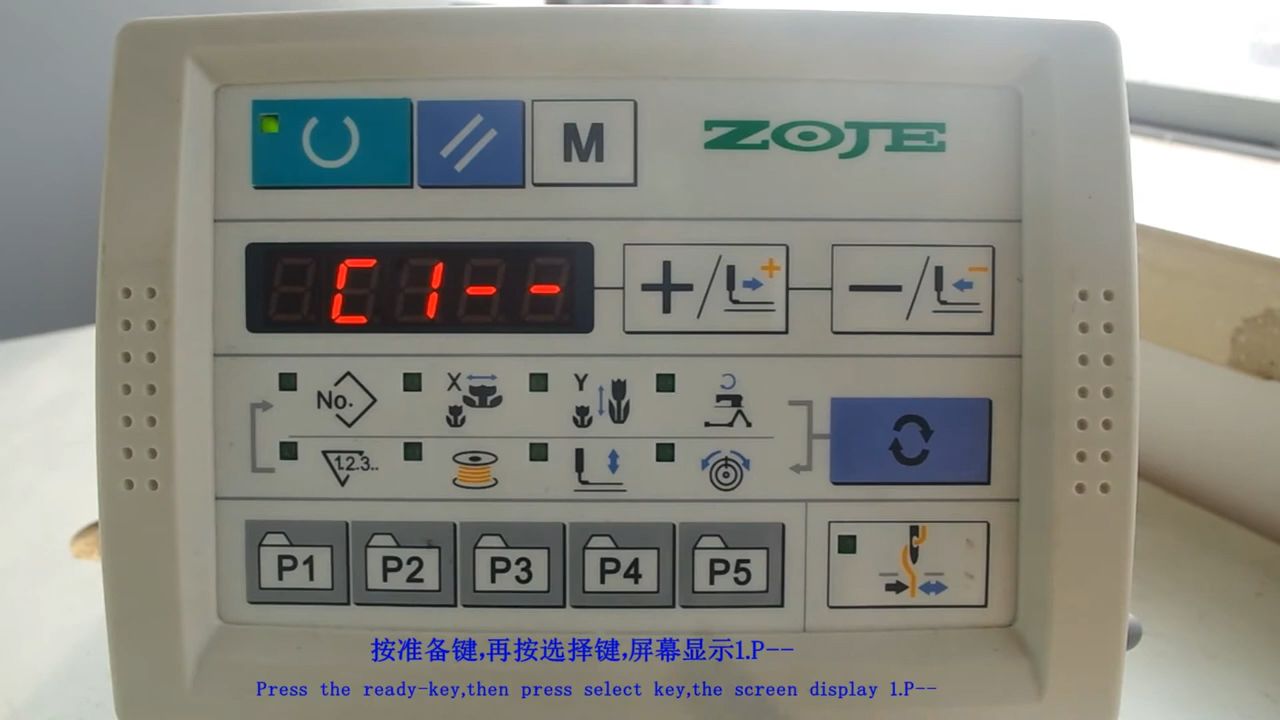 M
ZOJE
C1--
No.
X
Y
1.2.3..
P1
P2
P3
P4
P5
按准备键,再按选择键,屏幕显示1.P--
Press the ready-key,then press select key,the screen display 1.P--